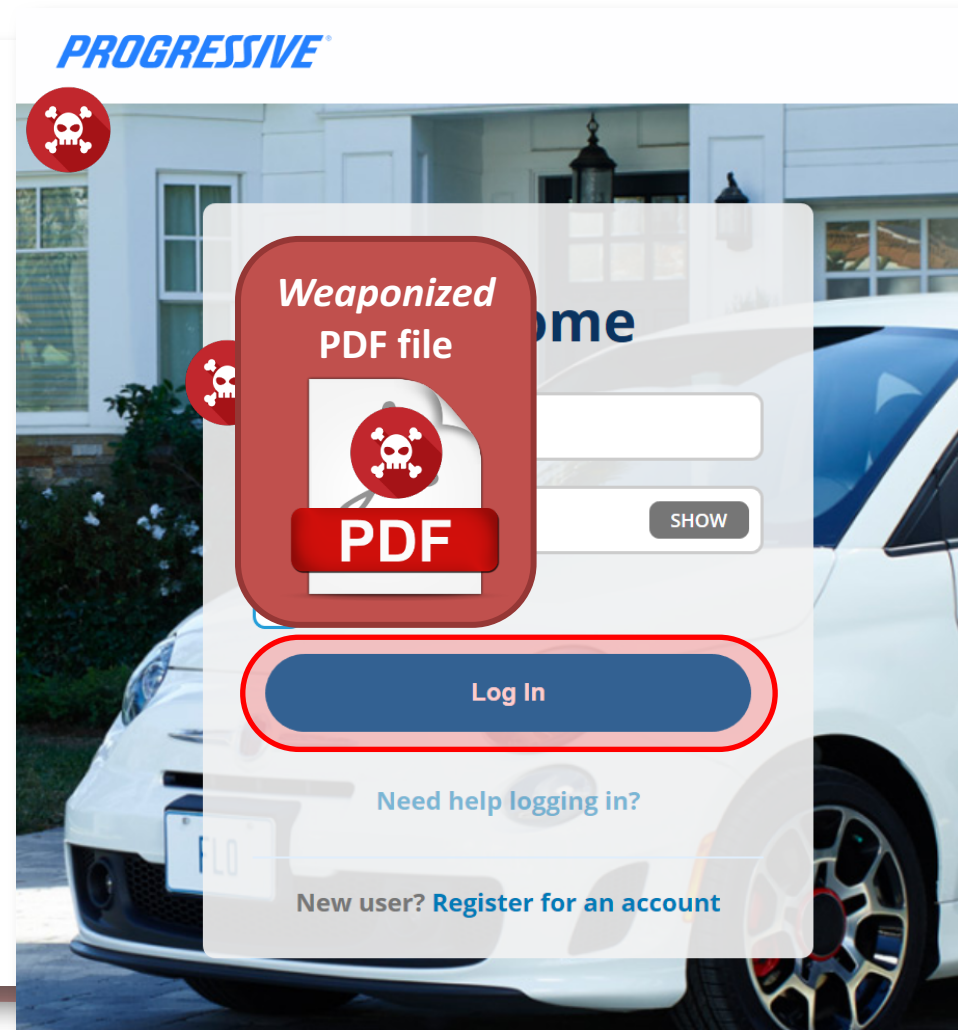 PROGRESSIVE
Weaponized
PDF file
ome
PDF
SHOW
Log In
Need help logging in?
FLO
New user? Register for an account